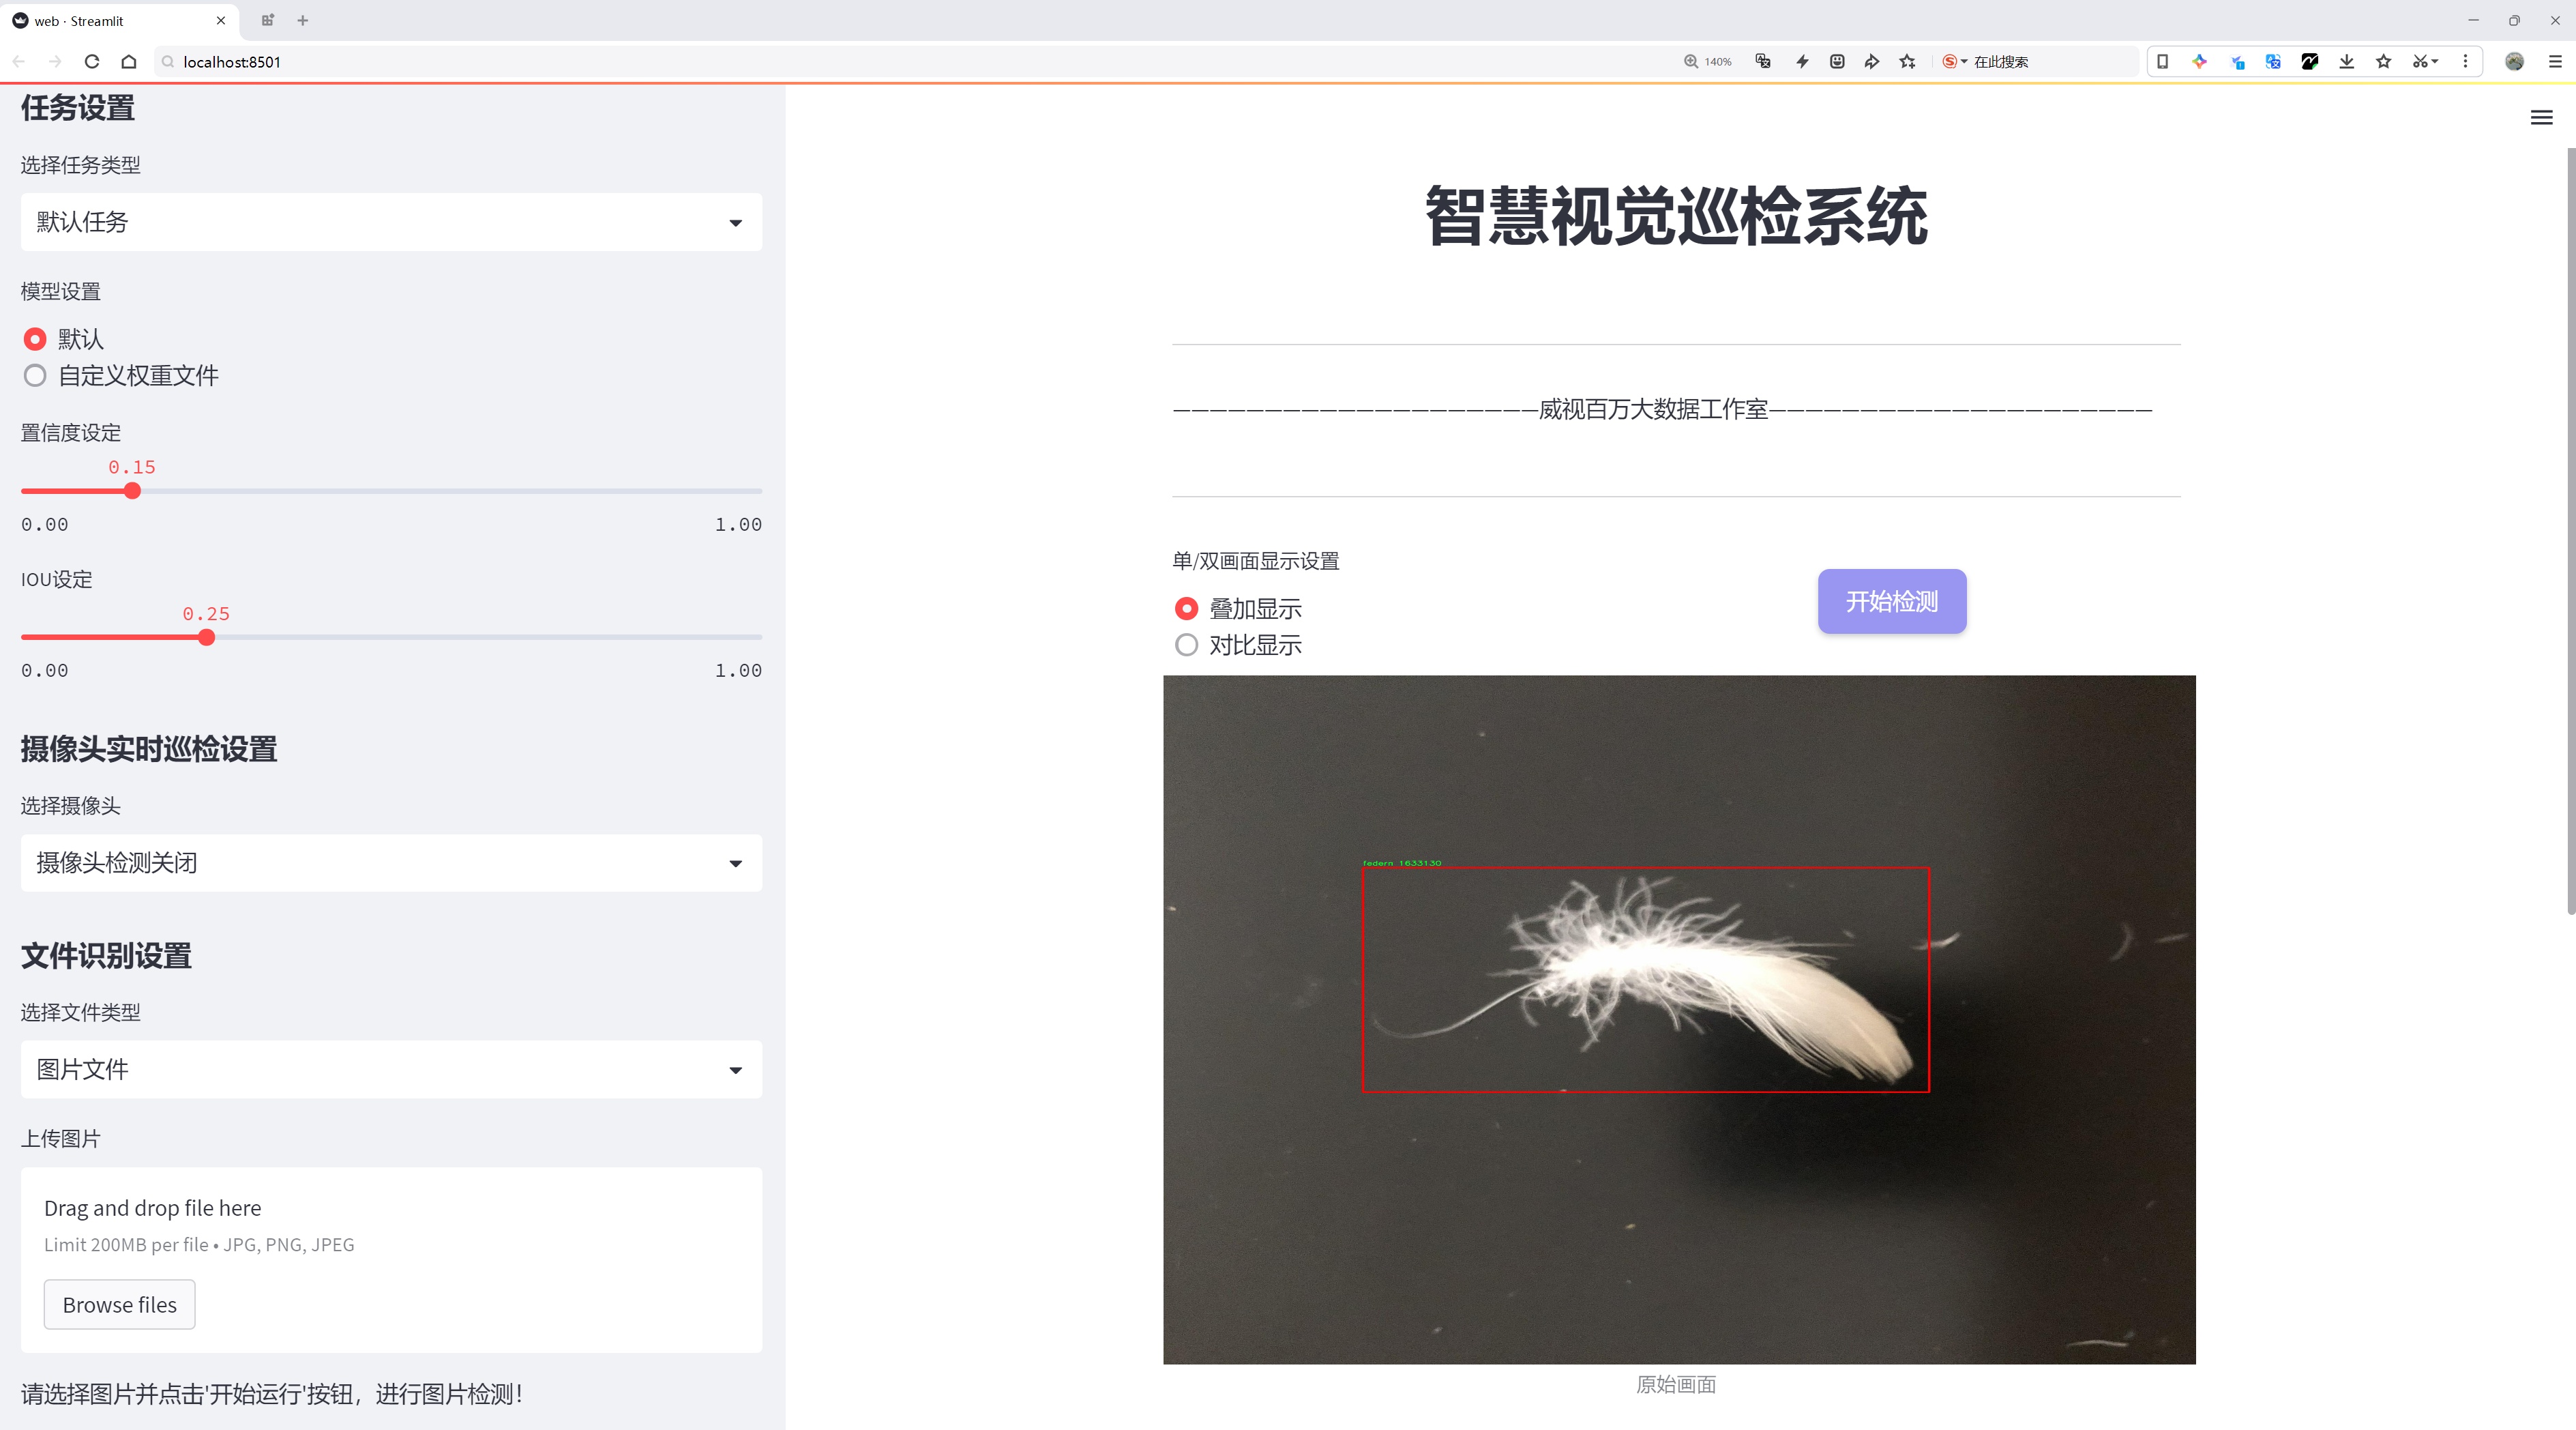 web · Streamlit
localhost:8501
140%
在此搜索
任务设置
选择任务类型
默认任务
模型设置
默认
自定义权重文件
置信度设定
0.15
0.00 1.00
IOU设定
0.25
0.00 1.00
摄像头实时巡检设置
选择摄像头
摄像头检测关闭
文件识别设置
选择文件类型
图片文件
上传图片
Drag and drop file here
Limit 200MB per file • JPG, PNG, JPEG
Browse files
请选择图片并点击'开始运行'按钮，进行图片检测！
智慧视觉巡检系统
————————————————————威视百万大数据工作室—————————————————————
单/双画面显示设置
叠加显示
对比显示
开始检测
federn 1633130
原始画面